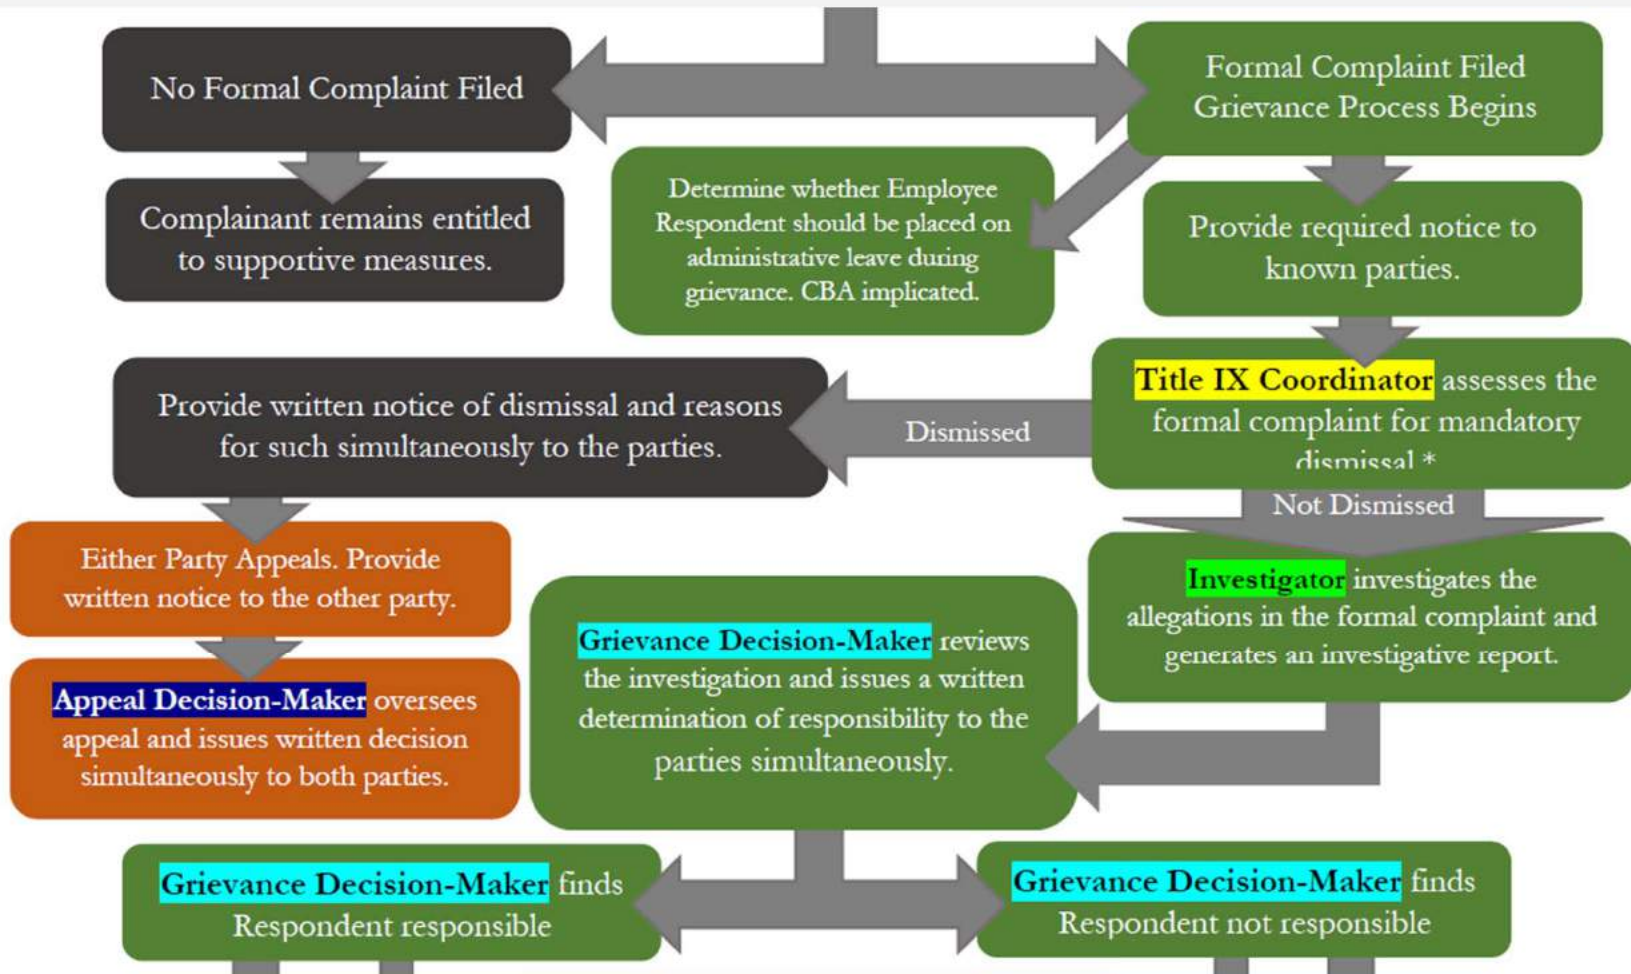 No Formal Complaint Filed
Formal Complaint Filed
Grievance Process Begins
Complainant remains entitled
to supportive measures.
Determine whether Employee
Respondent should be placed on
administrative leave during
grievance. CBA implicated.
Provide required notice to
known parties.
Title IX Coordinator assesses the
formal complaint for mandatory
dismissal *
Dismissed
Provide written notice of dismissal and reasons
for such simultaneously to the parties.
Not Dismissed
Either Party Appeals. Provide
written notice to the other party.
Investigator investigates the
allegations in the formal complaint and
generates an investigative report.
Appeal Decision-Maker oversees
appeal and issues written decision
simultaneously to both parties.
Grievance Decision-Maker reviews
the investigation and issues a written
determination of responsibility to the
parties simultaneously.
Grievance Decision-Maker finds
Respondent responsible
Grievance Decision-Maker finds
Respondent not responsible